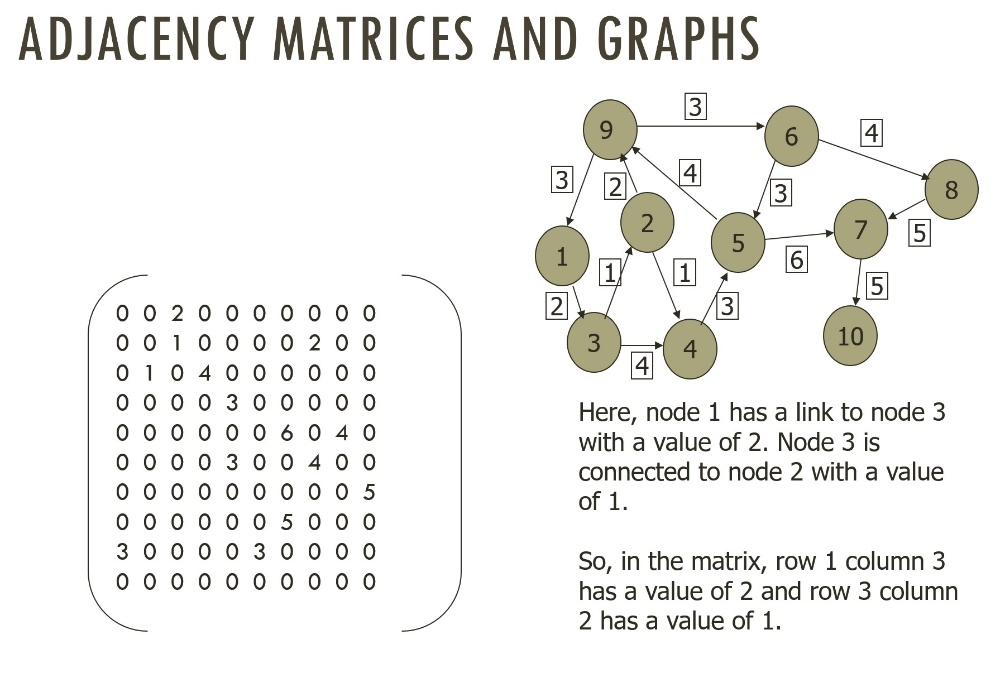 ADJACENCY MATRICES AND GRAPHS
3
9
6
4
3
2
4
3
8
2
7
5
5
1
6
1
1
5
2
3
3
4
10
4
0 0 2 0 0 0 0 0 0 0
0 0 1 0 0 0 0 2 0 0
0 1 0 4 0 0 0 0 0 0
0 0 0 0 3 0 0 0 0 0
0 0 0 0 0 0 6 0 4 0
0 0 0 0 3 0 0 4 0 0
0 0 0 0 0 0 0 0 0 5
0 0 0 0 0 0 5 0 0 0
3 0 0 0 0 3 0 0 0 0
0 0 0 0 0 0 0 0 0 0
Here, node 1 has a link to node 3
with a value of 2. Node 3 is
connected to node 2 with a value
of 1.
So, in the matrix, row 1 column 3
has a value of 2 and row 3 column
2 has a value of 1.